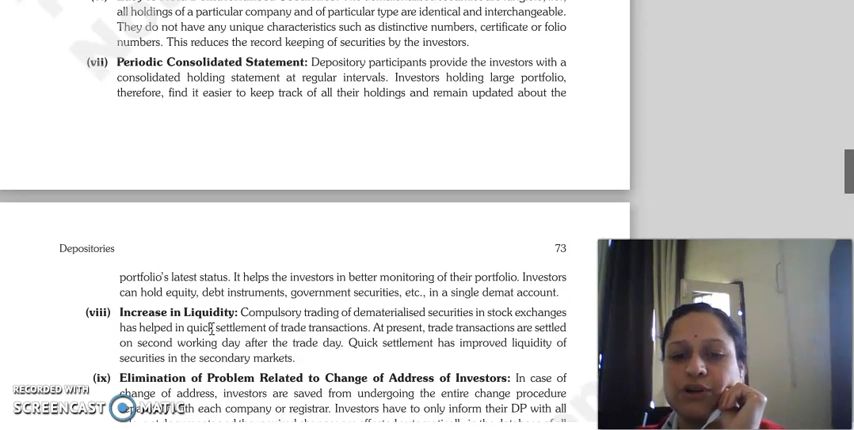 all holdings of a particular company and of particular type are identical and interchangeable.
They do not have any unique characteristics such as distinctive numbers, certificate or folio
numbers. This reduces the record keeping of securities by the investors.
(vii) Periodic Consolidated Statement: Depository participants provide the investors with a
consolidated holding statement at regular intervals. Investors holding large portfolio,
therefore, find it easier to keep track of all their holdings and remain updated about the
Depositories 73
portfolio's latest status. It helps the investors in better monitoring of their portfolio. Investors
can hold equity, debt instruments, government securities, etc., in a single demat account.
(viii) Increase in Liquidity: Compulsory trading of dematerialised securities in stock exchanges
has helped in quick settlement of trade transactions. At present, trade transactions are settled
on second working day after the trade day. Quick settlement has improved liquidity of
securities in the secondary markets.
(ix) Elimination of Problem Related to Change of Address of Investors: In case of
change of address, investors are saved from undergoing the entire change procedure
with each company or registrar. Investors have to only inform their DP with all
RECORDED WITH
SCREENCAST MATIC